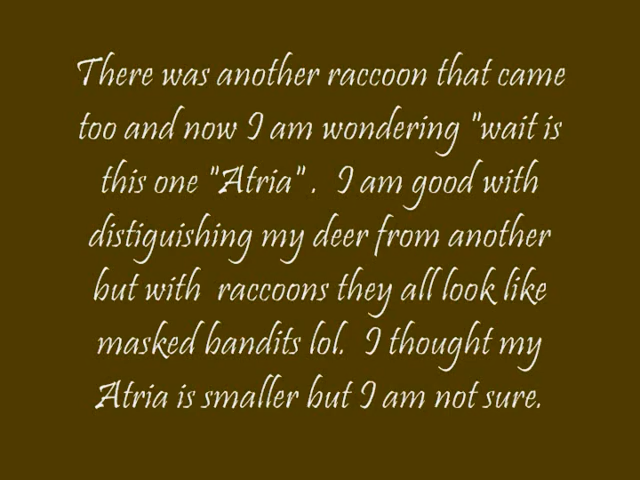 There was another raccoon that came
too and now I am wondering "wait is
this one "Atria" .  I am good with
distiguishing my deer from another
but with  raccoons they all look like
masked bandits lol.  I thought my
Atria is smaller but I am not sure.